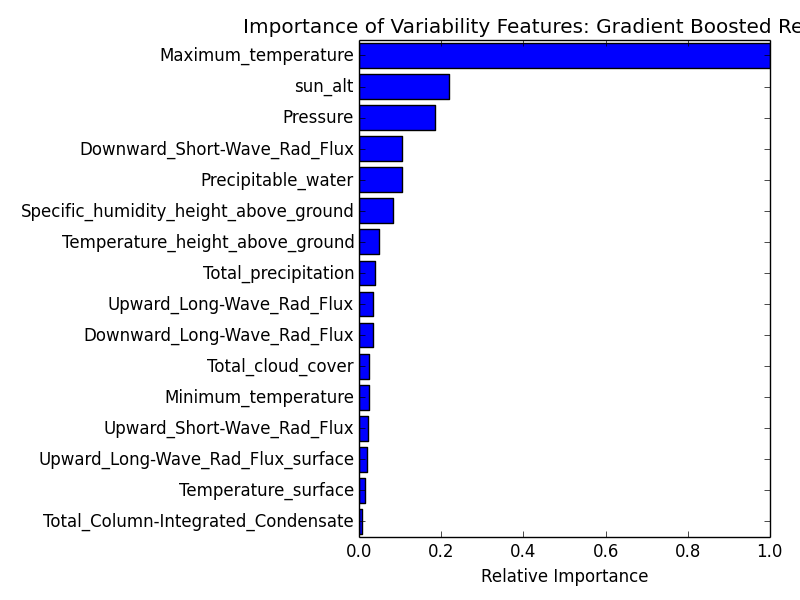 Importance of Variability Features: Gradient Boosted Re
Maximum_temperature
sun_alt
Pressure
Downward_Short-Wave_Rad_Flux
Precipitable_water
Specific_humidity_height_above_ground
Temperature_height_above_ground
Total_precipitation
Upward_Long-Wave_Rad_Flux
Downward_Long-Wave_Rad_Flux
Total_cloud_cover
Minimum_temperature
Upward_Short-Wave_Rad_Flux
Upward_Long-Wave_Rad_Flux_surface
Temperature_surface
Total_Column-Integrated_Condensate
0.0 0.2 0.4 0.6 0.8 1.0
Relative Importance